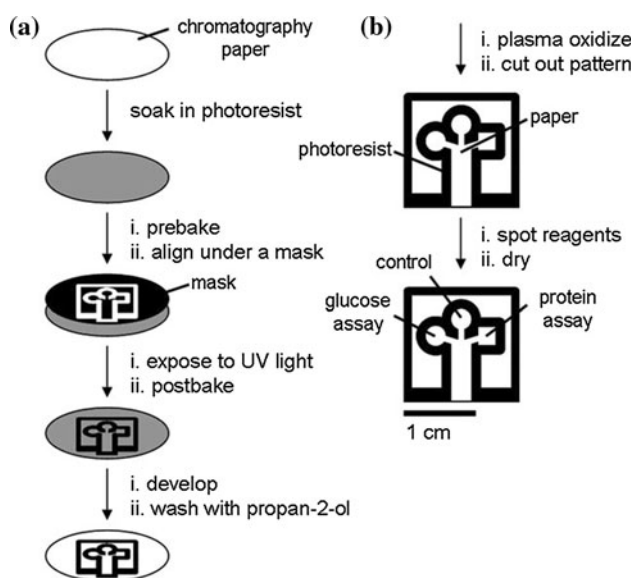 (a)
chromatography
paper
soak in photoresist
i. prebake
ii. align under a mask
mask
i. expose to UV light
ii. postbake
i. develop
ii. wash with propan-2-ol
(b)
i. plasma oxidize
ii. cut out pattern
paper
photoresist
i. spot reagents
ii. dry
control
glucose
assay
protein
assay
1 cm